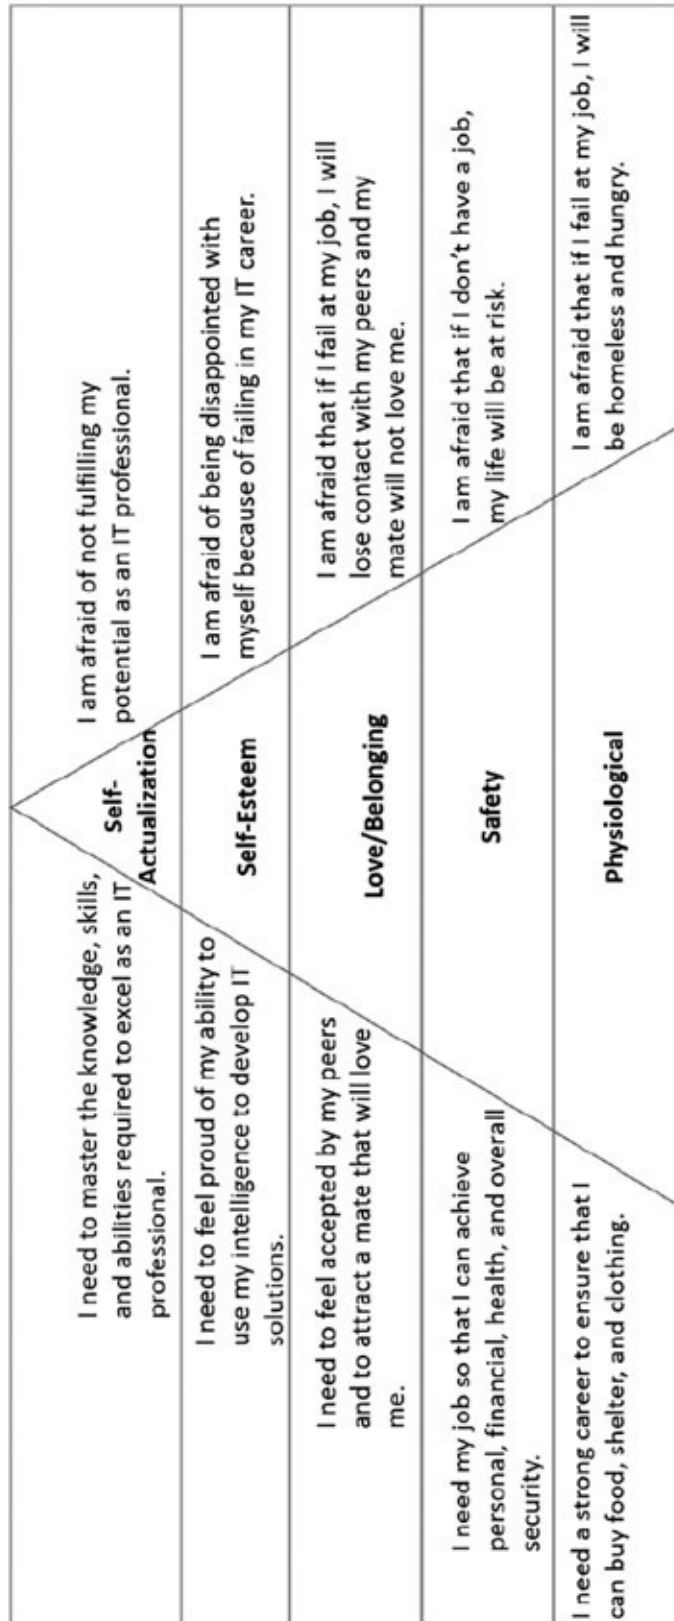 I need to master the knowledge, skills,
and abilities required to excel as an IT
professional.
Self-
Actualization
I am afraid of not fulfilling my
potential as an IT professional.
I need to feel proud of my ability to
use my intelligence to develop IT
solutions.
Self-Esteem
I am afraid of being disappointed with
myself because of failing in my IT career.
I need to feel accepted by my peers
and to attract a mate that will love
me.
Love/Belonging
I am afraid that if I fail at my job, I will
lose contact with my peers and my
mate will not love me.
I need my job so that I can achieve
personal, financial, health, and overall
security.
Safety
I am afraid that if I don't have a job,
my life will be at risk.
I need a strong career to ensure that I
can buy food, shelter, and clothing.
Physiological
I am afraid that if I fail at my job, I will
be homeless and hungry.